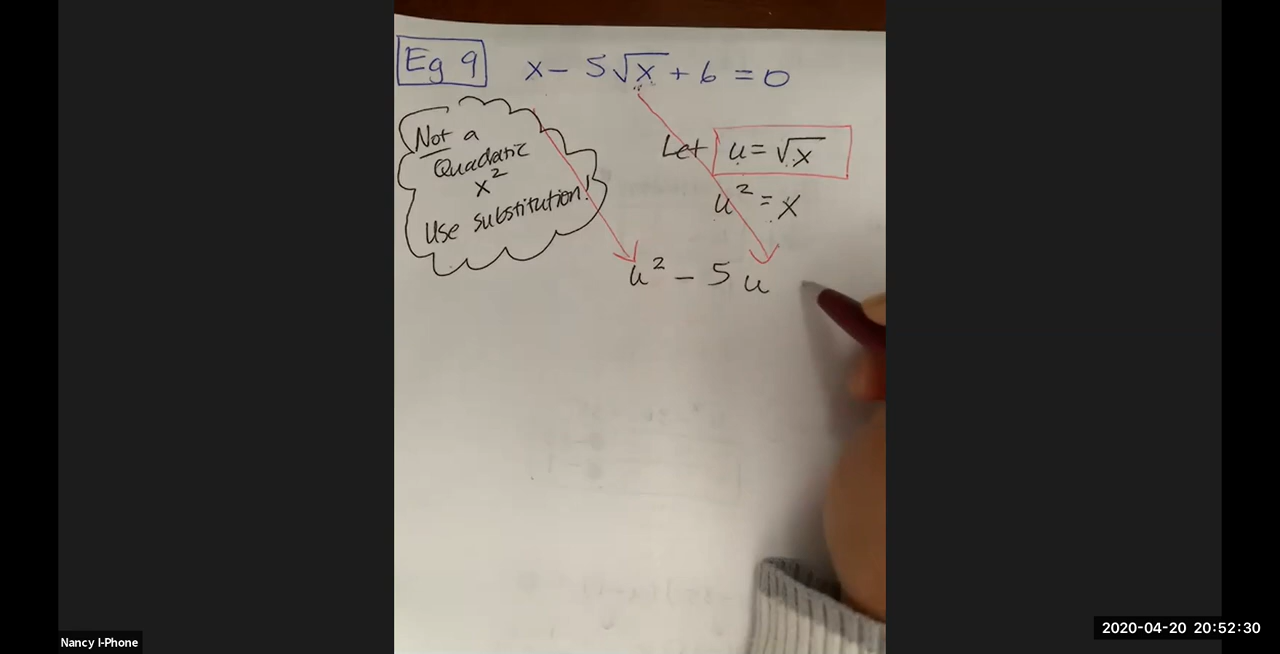 Eg 9
x - 5√x + 6 = 0
Not a
Quadratic
x²
Use substitution!
Let u = √x
u² = x
u² - 5u
Nancy I-Phone
2020-04-20 20:52:30